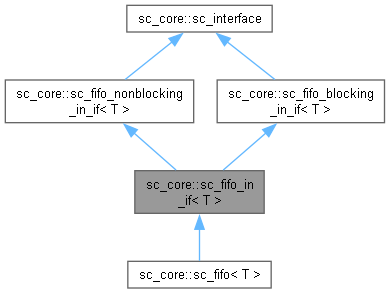 sc_core::sc_interface
sc_core::sc_fifo_nonblocking
_in_if< T >
sc_core::sc_fifo_blocking
_in_if< T >
sc_core::sc_fifo_in
_if< T >
sc_core::sc_fifo< T >